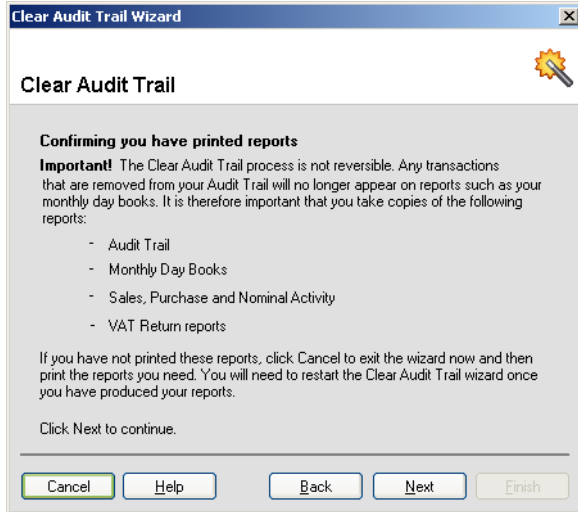 Clear Audit Trail Wizard
Clear Audit Trail
Confirming you have printed reports
Important! The Clear Audit Trail process is not reversible. Any transactions
that are removed from your Audit Trail will no longer appear on reports such as your
monthly day books. It is therefore important that you take copies of the following
reports:
- Audit Trail
- Monthly Day Books
- Sales, Purchase and Nominal Activity
- VAT Return reports
If you have not printed these reports, click Cancel to exit the wizard now and then
print the reports you need. You will need to restart the Clear Audit Trail wizard once
you have produced your reports.
Click Next to continue.
Cancel Help Back Next Finish